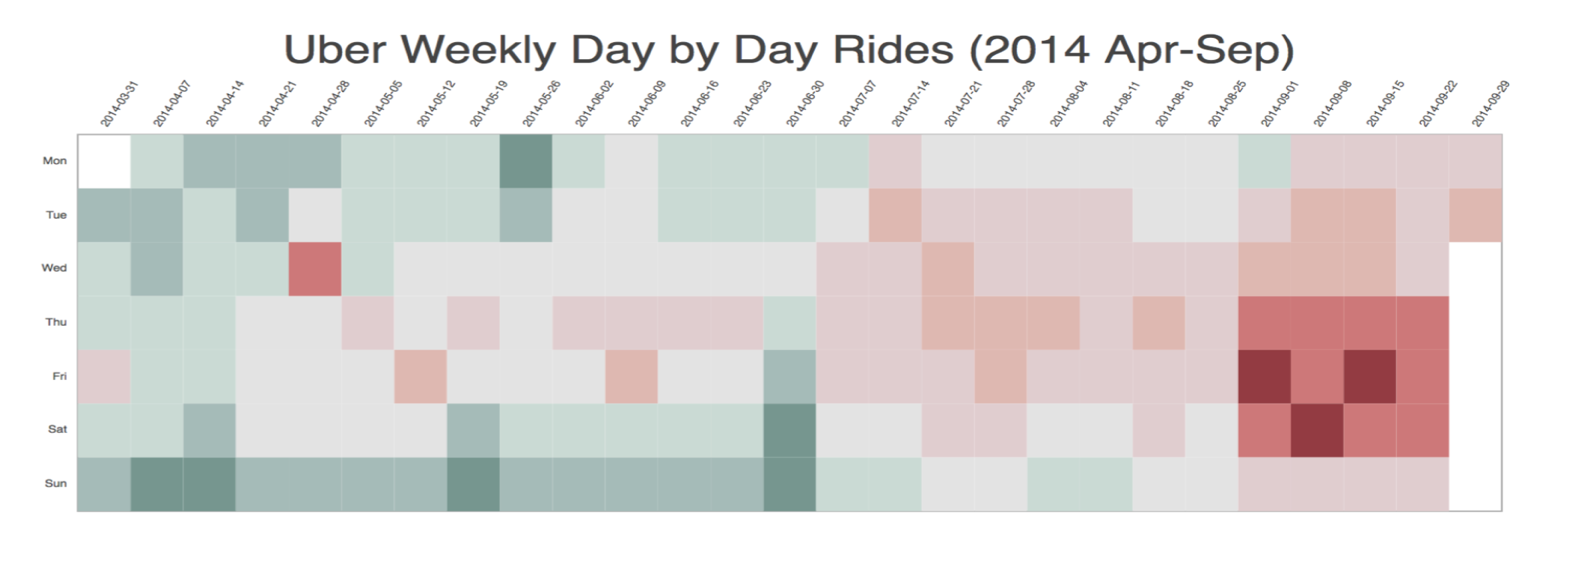 Uber Weekly Day by Day Rides (2014 Apr-Sep)
2014-03-31 2014-04-07 2014-04-14 2014-04-21 2014-04-28 2014-05-05 2014-05-12 2014-05-19 2014-05-26 2014-06-02 2014-06-09 2014-06-16 2014-06-23 2014-06-30 2014-07-07 2014-07-14 2014-07-21 2014-07-28 2014-08-04 2014-08-11 2014-08-18 2014-08-25 2014-09-01 2014-09-08 2014-09-15 2014-09-22 2014-09-29
Mon
Tue
Wed
Thu
Fri
Sat
Sun